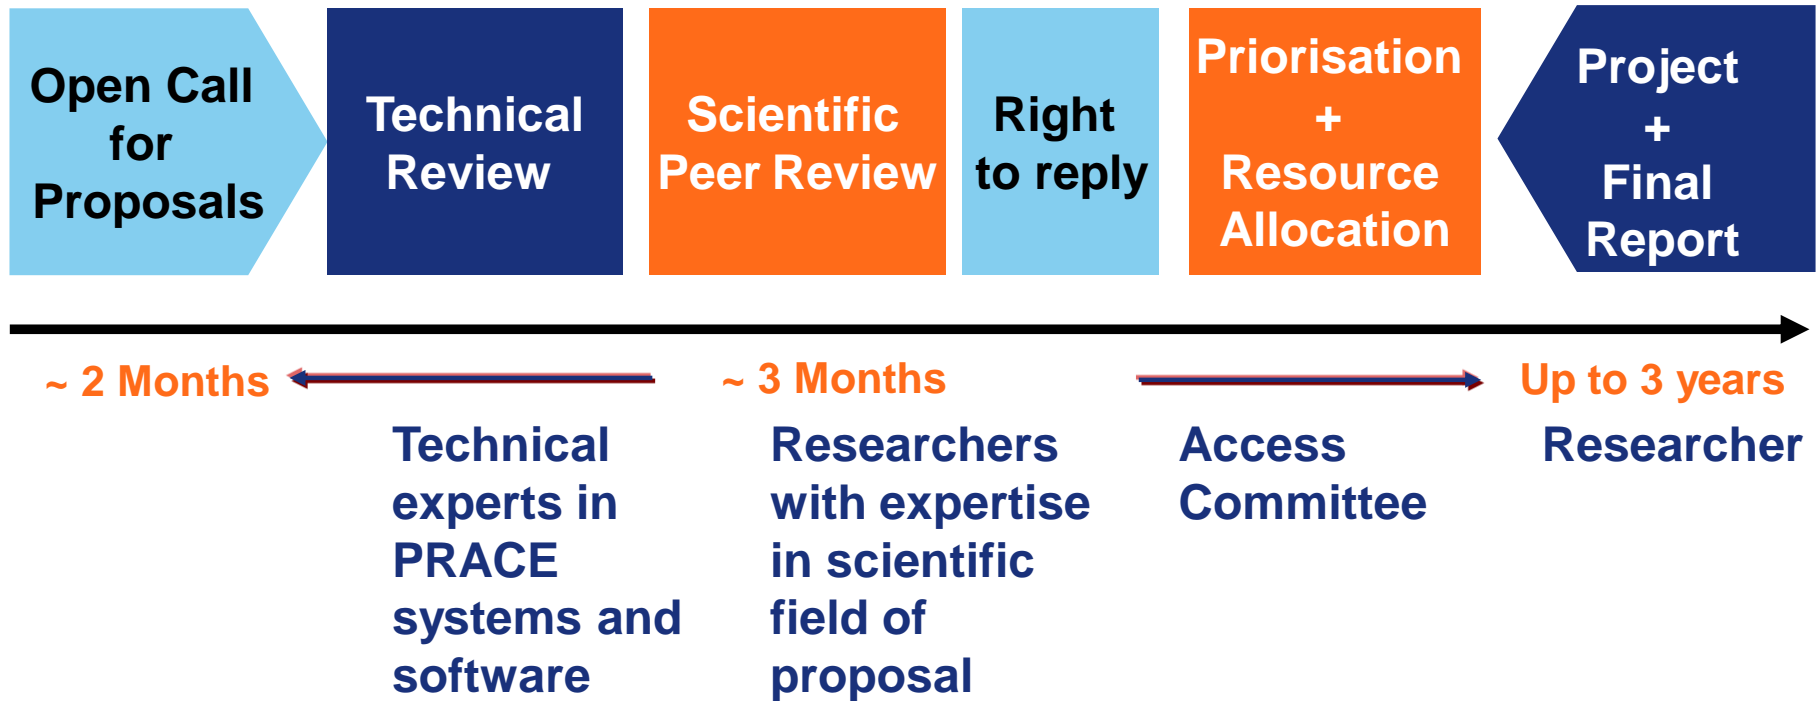 Open Call
for
Proposals
Technical
Review
Scientific
Peer Review
Right
to reply
Priorisation
+
Resource
Allocation
Project
+
Final
Report
~ 2 Months
~ 3 Months
Up to 3 years
Technical
experts in
PRACE
systems and
software
Researchers
with expertise
in scientific
field of
proposal
Access
Committee
Researcher